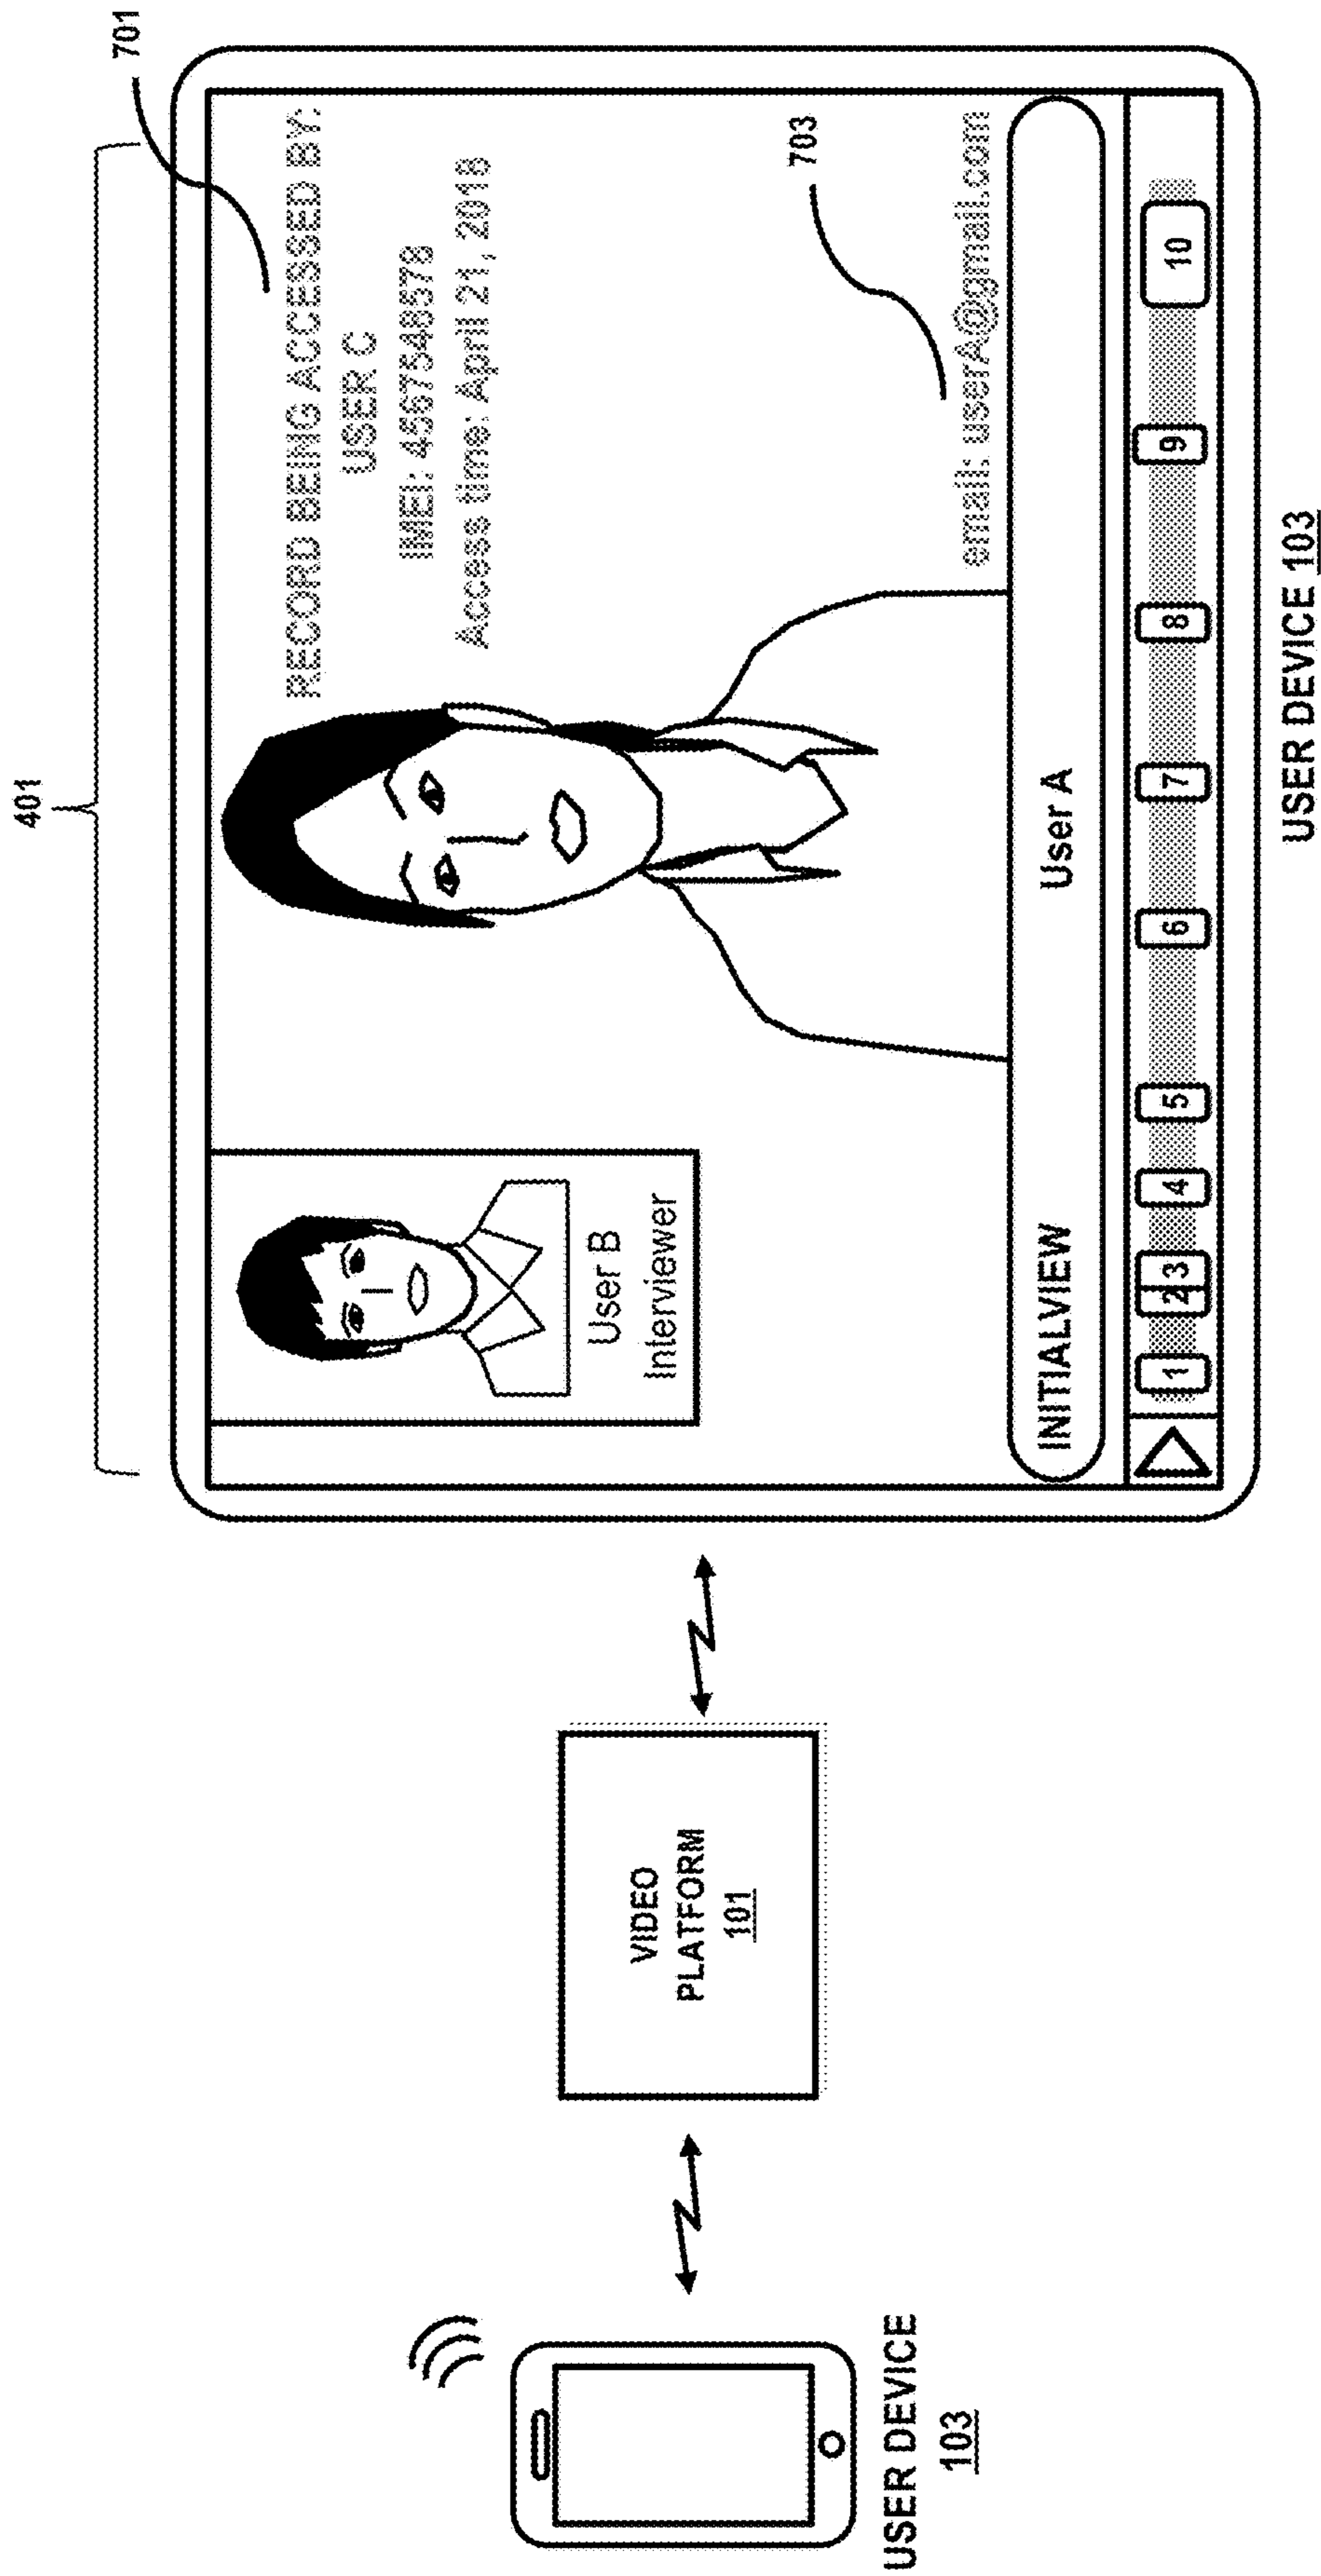 401
701
RECORD BEING ACCESSED BY:
USER C
IMEI: 4567548578
Access time: April 21, 2018
User B
Interviewer
703
email: userA@gmail.com
INITIALVIEW
User A
1
2
3
4
5
6
7
8
9
10
USER DEVICE 103
VIDEO
PLATFORM
101
USER DEVICE
103